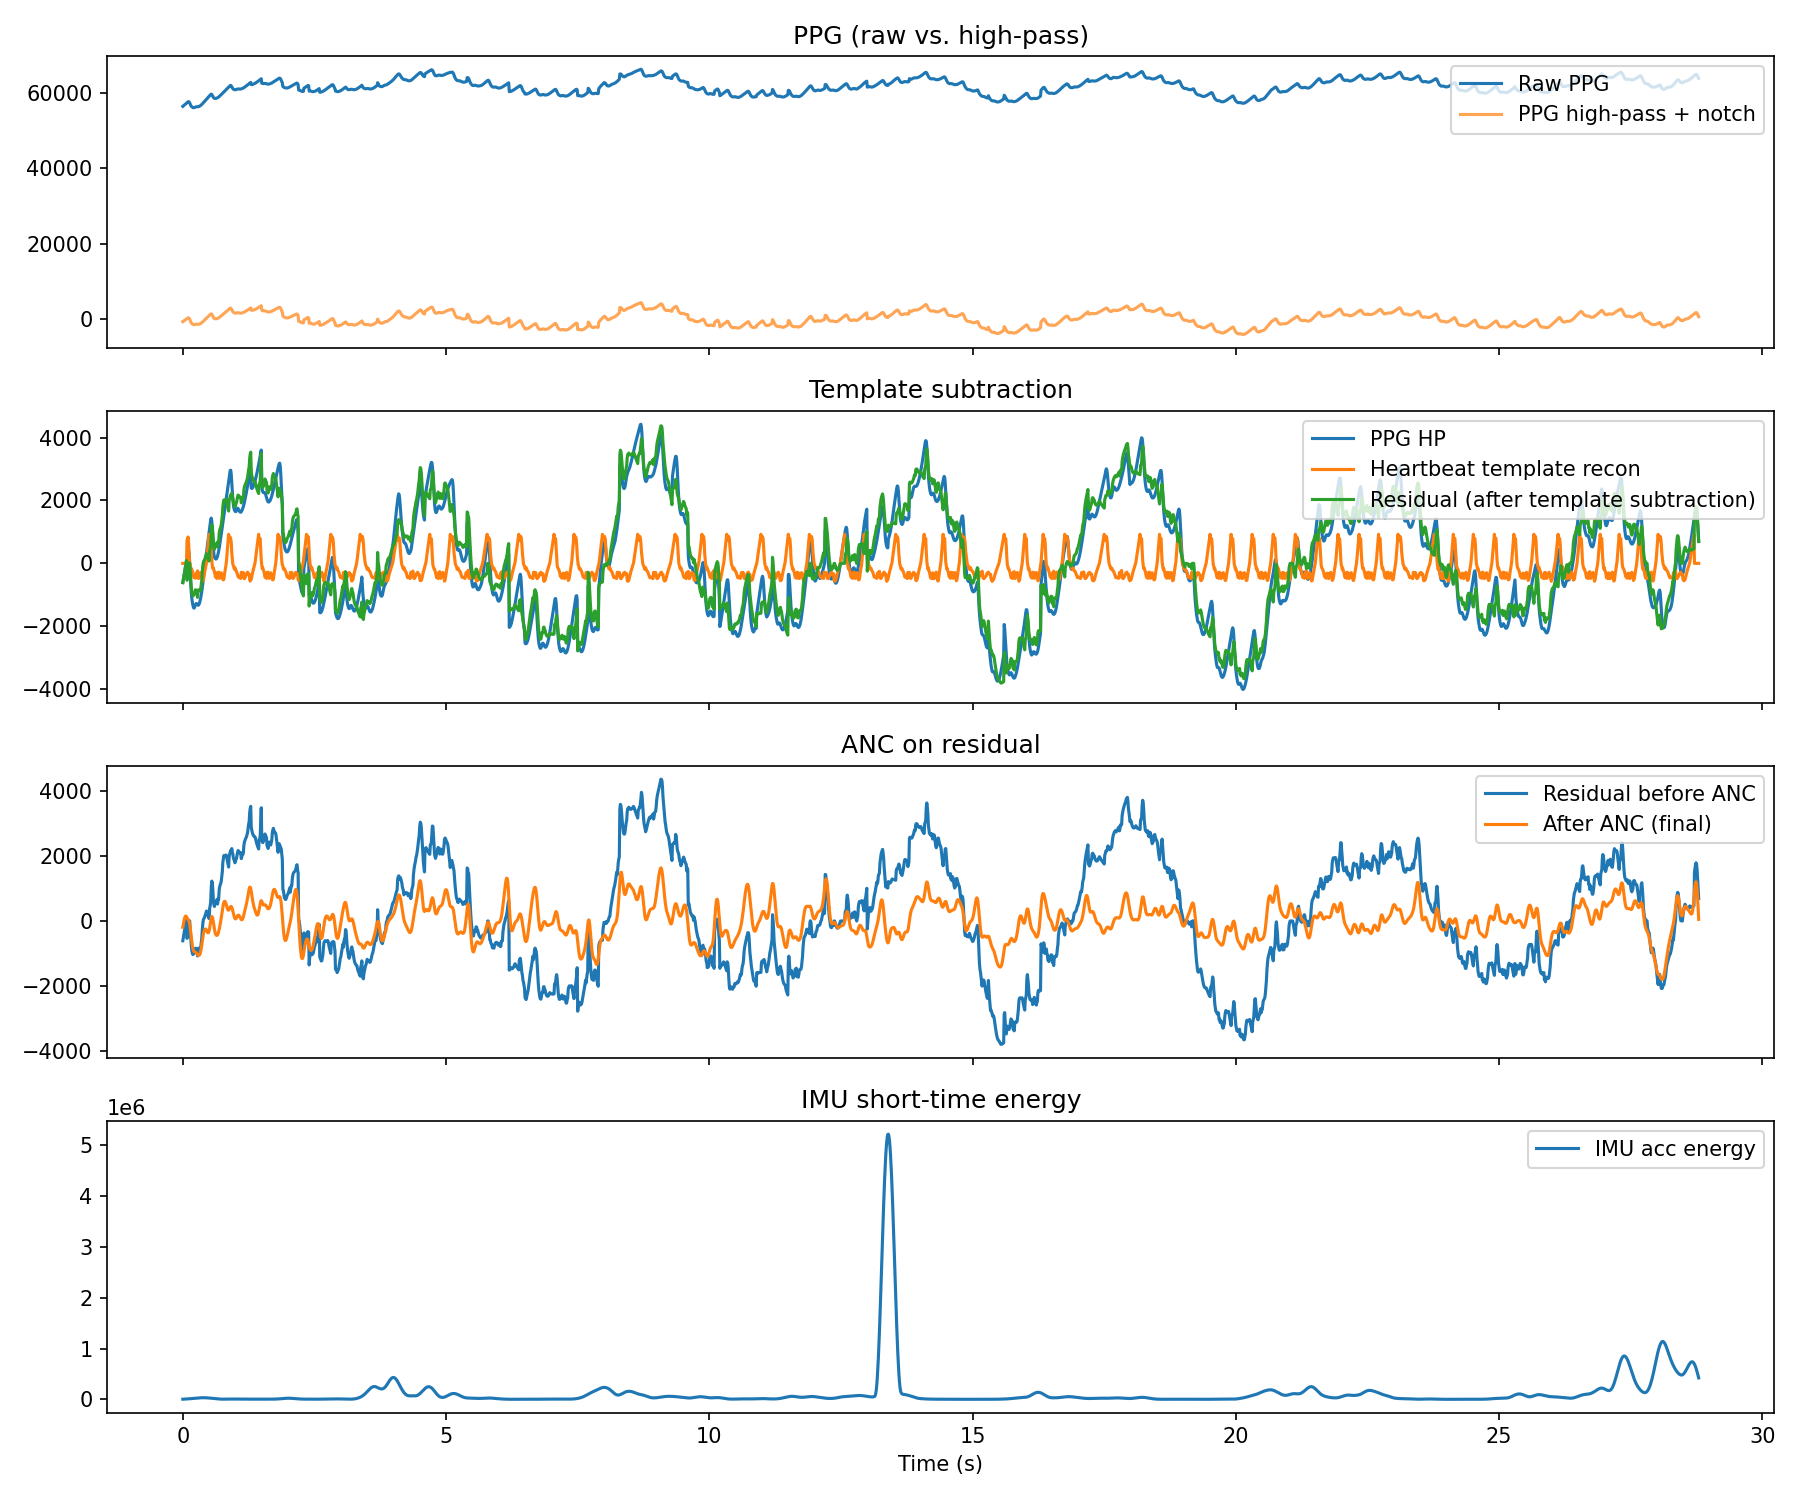 PPG (raw vs. high-pass)
60000
40000
20000
0
Raw PPG
PPG high-pass + notch
Template subtraction
4000
2000
0
−2000
−4000
PPG HP
Heartbeat template recon
Residual (after template subtraction)
ANC on residual
4000
2000
0
−2000
−4000
Residual before ANC
After ANC (final)
IMU short-time energy
1e6
5
4
3
2
1
0
IMU acc energy
0 5 10 15 20 25 30
Time (s)